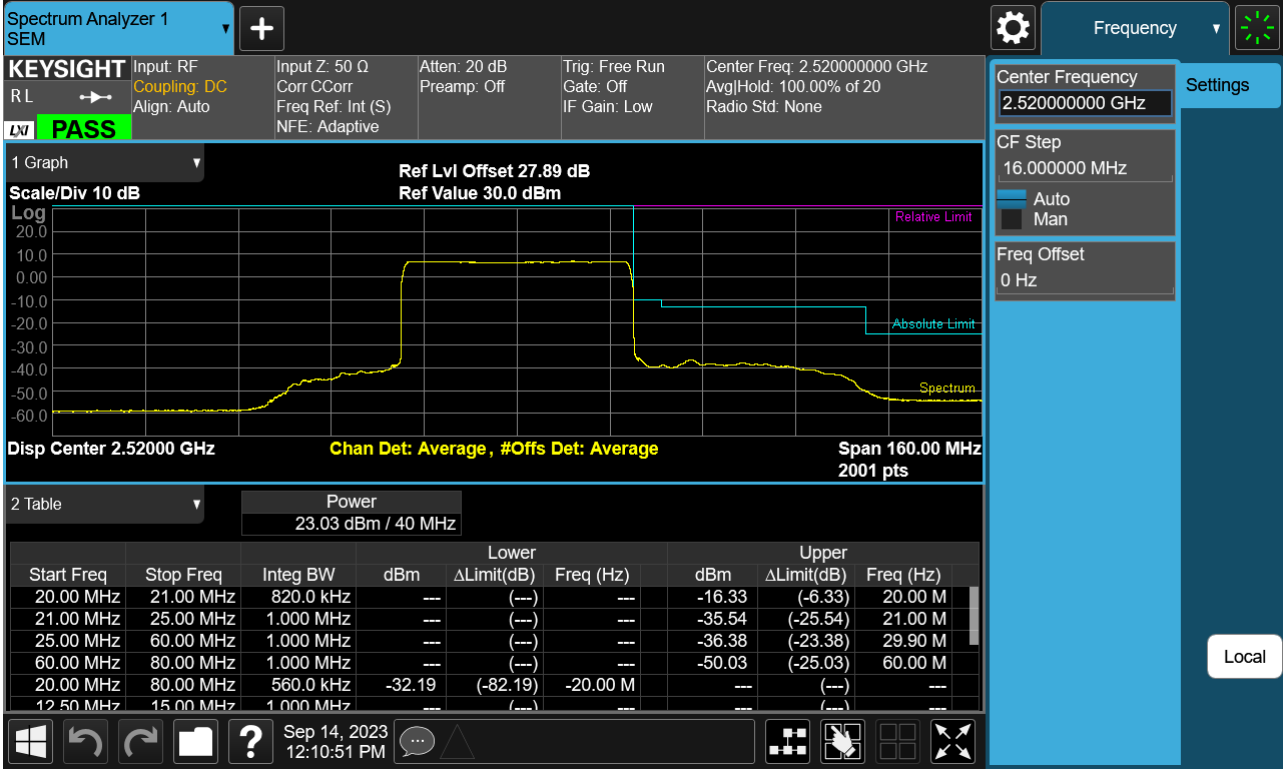 Spectrum Analyzer 1
SEM
Frequency
KEYSIGHT
R L
LXI
PASS
Input: RF
Coupling: DC
Align: Auto
Input Z: 50 Ω
Corr CCorr
Freq Ref: Int (S)
NFE: Adaptive
Atten: 20 dB
Preamp: Off
Trig: Free Run
Gate: Off
IF Gain: Low
Center Freq: 2.520000000 GHz
Avg|Hold: 100.00% of 20
Radio Std: None
Center Frequency
2.520000000 GHz
Settings
CF Step
16.000000 MHz
Auto
Man
Freq Offset
0 Hz
Local
1 Graph
Scale/Div 10 dB
Ref Lvl Offset 27.89 dB
Ref Value 30.0 dBm
Log
20.0
10.0
0.00
-10.0
-20.0
-30.0
-40.0
-50.0
-60.0
Relative Limit
Absolute Limit
Spectrum
Disp Center 2.52000 GHz
Chan Det: Average , #Offs Det: Average
Span 160.00 MHz
2001 pts
2 Table
Power
23.03 dBm / 40 MHz
Lower Upper
Start Freq Stop Freq Integ BW dBm ΔLimit(dB) Freq (Hz) dBm ΔLimit(dB) Freq (Hz)
20.00 MHz 21.00 MHz 820.0 kHz --- (---) --- -16.33 (-6.33) 20.00 M
21.00 MHz 25.00 MHz 1.000 MHz --- (---) --- -35.54 (-25.54) 21.00 M
25.00 MHz 60.00 MHz 1.000 MHz --- (---) --- -36.38 (-23.38) 29.90 M
60.00 MHz 80.00 MHz 1.000 MHz --- (---) --- -50.03 (-25.03) 60.00 M
20.00 MHz 80.00 MHz 560.0 kHz -32.19 (-82.19) -20.00 M --- (---) ---
12.50 MHz 15.00 MHz 1.000 MHz --- (---) --- --- (---) ---
Sep 14, 2023
12:10:51 PM